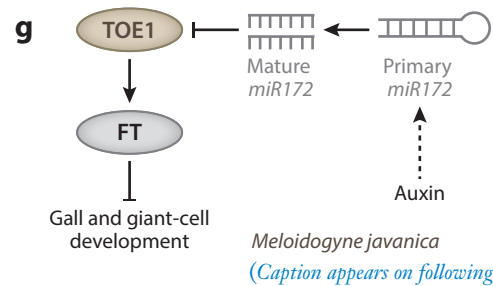 g
TOE1
Mature
miR172
Primary
miR172
FT
Auxin
Gall and giant-cell
development
Meloidogyne javanica
(Caption appears on following